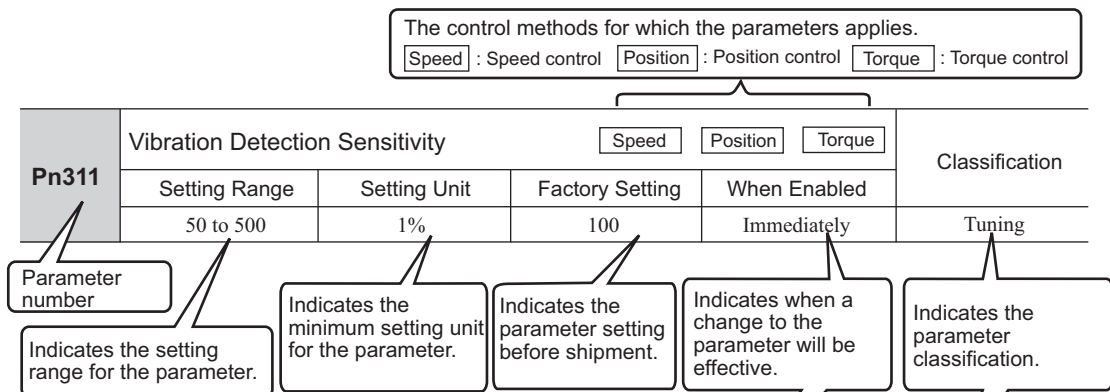 The control methods for which the parameters applies.
Speed : Speed control Position : Position control Torque : Torque control
Pn311
Vibration Detection Sensitivity Speed Position Torque
Classification
Setting Range Setting Unit Factory Setting When Enabled
50 to 500 1% 100 Immediately Tuning
Parameter
number
Indicates the setting
range for the parameter.
Indicates the
minimum setting unit
for the parameter.
Indicates the
parameter setting
before shipment.
Indicates when a
change to the
parameter will be
effective.
Indicates the
parameter
classification.